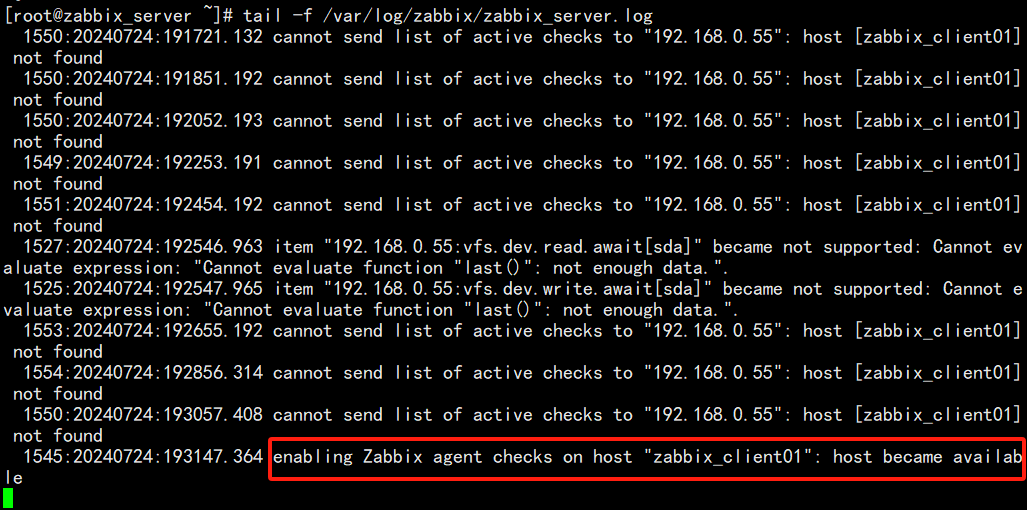 [root@zabbix_server ~]# tail -f /var/log/zabbix/zabbix_server.log
  1550:20240724:191721.132 cannot send list of active checks to "192.168.0.55": host [zabbix_client01]
 not found
  1550:20240724:191851.192 cannot send list of active checks to "192.168.0.55": host [zabbix_client01]
 not found
  1550:20240724:192052.193 cannot send list of active checks to "192.168.0.55": host [zabbix_client01]
 not found
  1549:20240724:192253.191 cannot send list of active checks to "192.168.0.55": host [zabbix_client01]
 not found
  1551:20240724:192454.192 cannot send list of active checks to "192.168.0.55": host [zabbix_client01]
 not found
  1527:20240724:192546.963 item "192.168.0.55:vfs.dev.read.await[sda]" became not supported: Cannot ev
aluate expression: "Cannot evaluate function "last()": not enough data.".
  1525:20240724:192547.965 item "192.168.0.55:vfs.dev.write.await[sda]" became not supported: Cannot e
valuate expression: "Cannot evaluate function "last()": not enough data.".
  1553:20240724:192655.192 cannot send list of active checks to "192.168.0.55": host [zabbix_client01]
 not found
  1554:20240724:192856.314 cannot send list of active checks to "192.168.0.55": host [zabbix_client01]
 not found
  1550:20240724:193057.408 cannot send list of active checks to "192.168.0.55": host [zabbix_client01]
 not found
  1545:20240724:193147.364 enabling Zabbix agent checks on host "zabbix_client01": host became availab
le